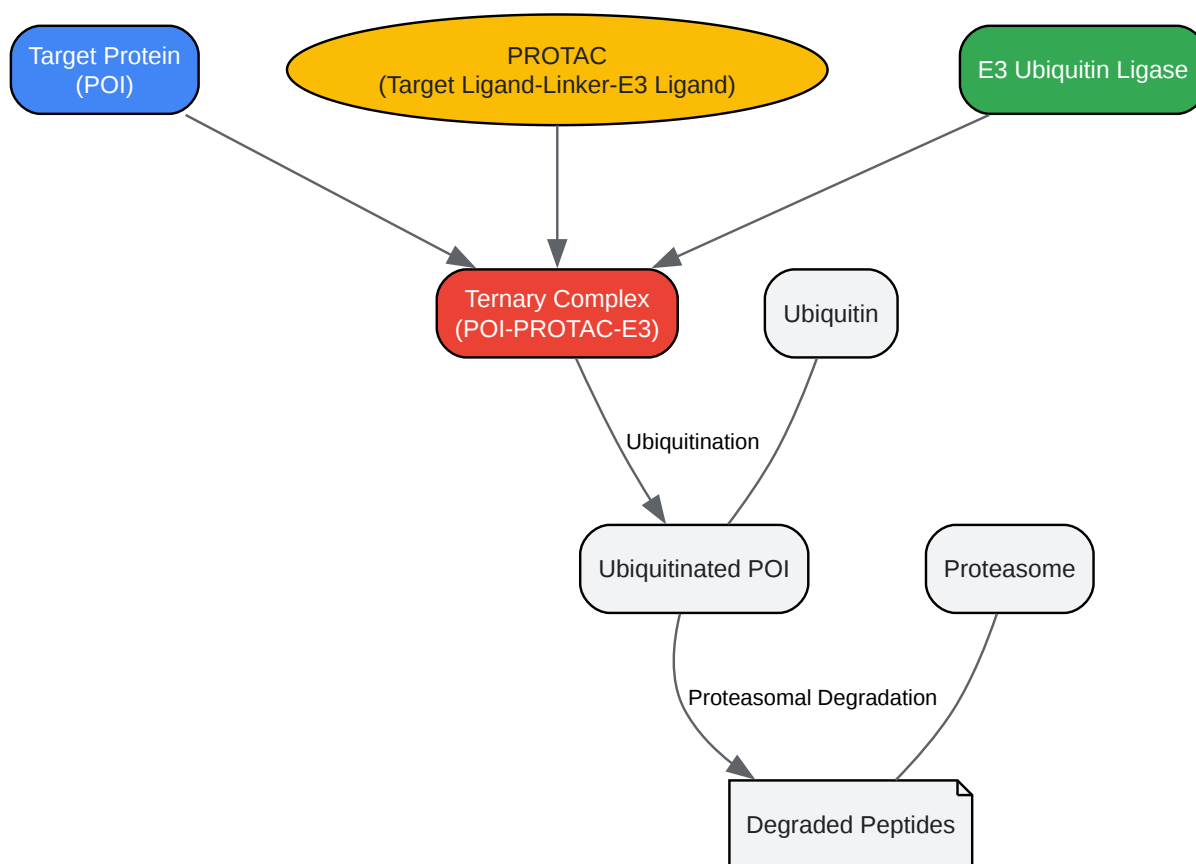 Target Protein
(POI)
PROTAC
(Target Ligand-Linker-E3 Ligand)
E3 Ubiquitin Ligase
Ternary Complex
(POI-PROTAC-E3)
Ubiquitin
Ubiquitination
Ubiquitinated POI
Proteasome
Proteasomal Degradation
Degraded Peptides